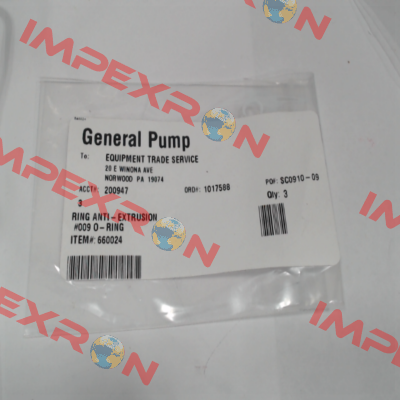 IMPEXRON
General Pump
To: EQUIPMENT TRADE SERVICE
20 E WINONA AVE
NORWOOD PA 19074
ACCT# 200947 ORD#: 1017588 PO#: SC0910-09
3 Qty: 3
RING ANTI-EXTRUSION
#009 O-RING
ITEM#: 660024
IMPEXRON
IMPEXRON
IMPEXRON
IMPEXRON